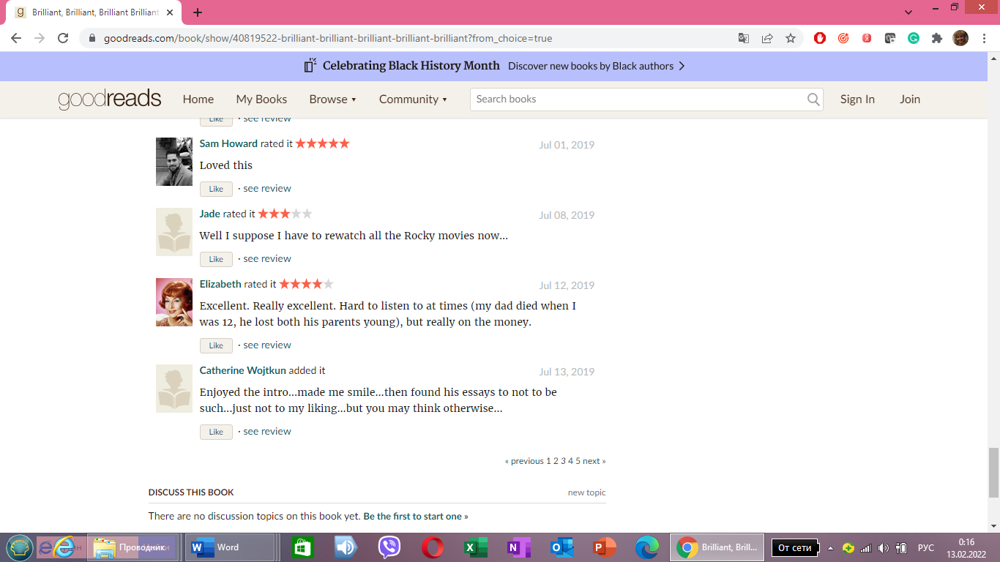 Brilliant, Brilliant, Brilliant Brilliant
goodreads.com/book/show/40819522-brilliant-brilliant-brilliant-brilliant-brilliant?from_choice=true
Celebrating Black History Month Discover new books by Black authors
goodreads Home My Books Browse Community Search books Sign In Join
Like · see review
Sam Howard rated it Jul 01, 2019
Loved this
Like · see review
Jade rated it Jul 08, 2019
Well I suppose I have to rewatch all the Rocky movies now...
Like · see review
Elizabeth rated it Jul 12, 2019
Excellent. Really excellent. Hard to listen to at times (my dad died when I
was 12, he lost both his parents young), but really on the money.
Like · see review
Catherine Wojtkun added it Jul 13, 2019
Enjoyed the intro...made me smile...then found his essays to not to be
such...just not to my liking...but you may think otherwise...
Like · see review
« previous 1 2 3 4 5 next »
DISCUSS THIS BOOK new topic
There are no discussion topics on this book yet. Be the first to start one »
Проводник Word Brilliant, Brill... От сети РУС 0:16
13.02.2022